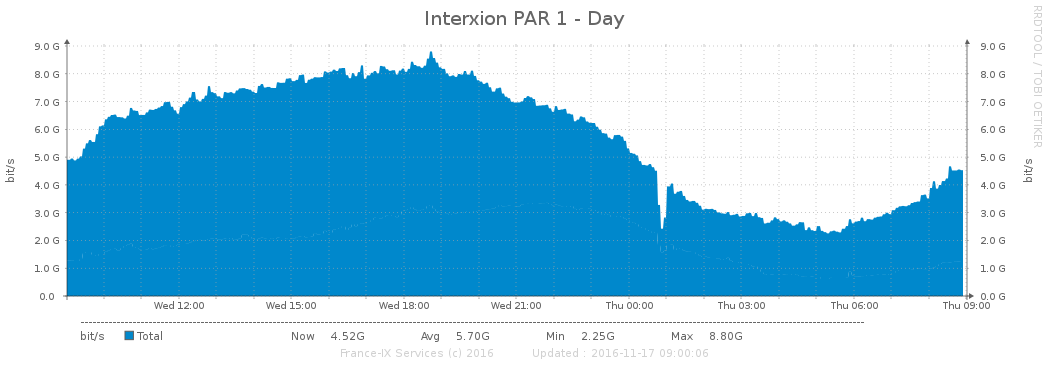 Interxion PAR 1 - Day
RRDTOOL / TOBI OETIKER
bit/s
9.0 G 9.0 G
8.0 G 8.0 G
7.0 G 7.0 G
6.0 G 6.0 G
5.0 G 5.0 G
4.0 G 4.0 G
3.0 G 3.0 G
2.0 G 2.0 G
1.0 G 1.0 G
0.0 0.0 G
bit/s
Wed 12:00 Wed 15:00 Wed 18:00 Wed 21:00 Thu 00:00 Thu 03:00 Thu 06:00 Thu 09:00
bit/s Total Now 4.52G Avg 5.70G Min 2.25G Max 8.80G
France-IX Services (c) 2016 Updated : 2016-11-17 09:00:06